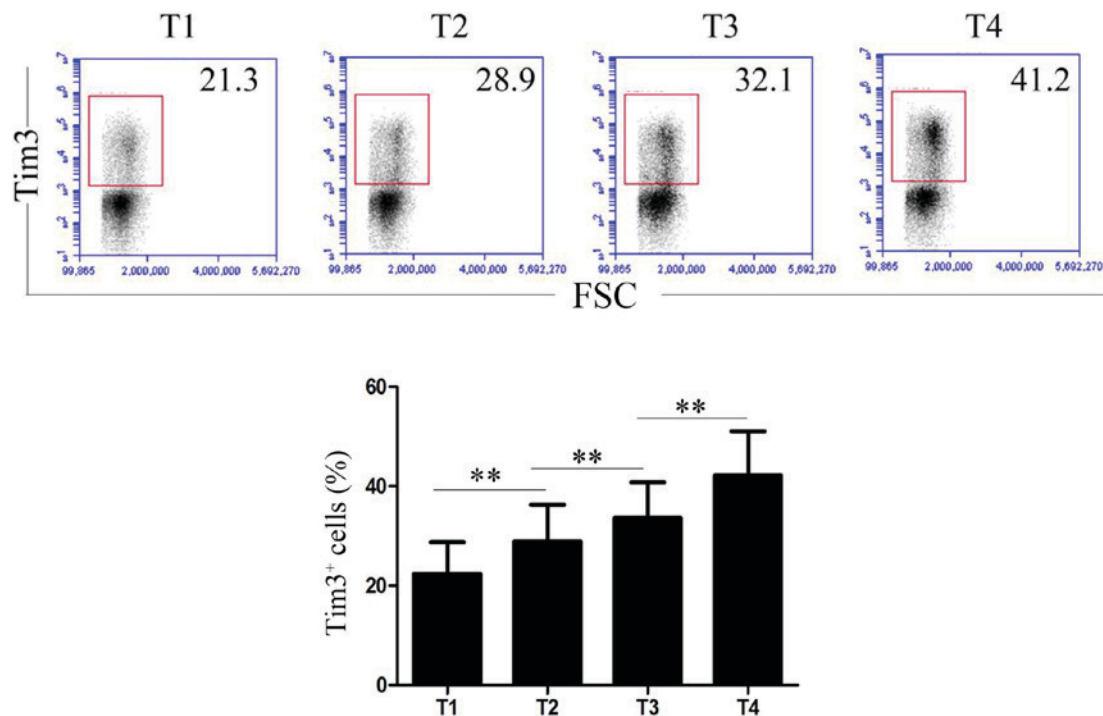 T1 T2 T3 T4
21.3 28.9 32.1 41.2
Tim3
99,865 2,000,000 4,000,000 5,692,270 99,865 2,000,000 4,000,000 5,692,270 99,865 2,000,000 4,000,000 5,692,270 99,865 2,000,000 4,000,000 5,692,270
FSC
Tim3⁺ cells (%)
60
**
**
**
40
20
0
T1 T2 T3 T4